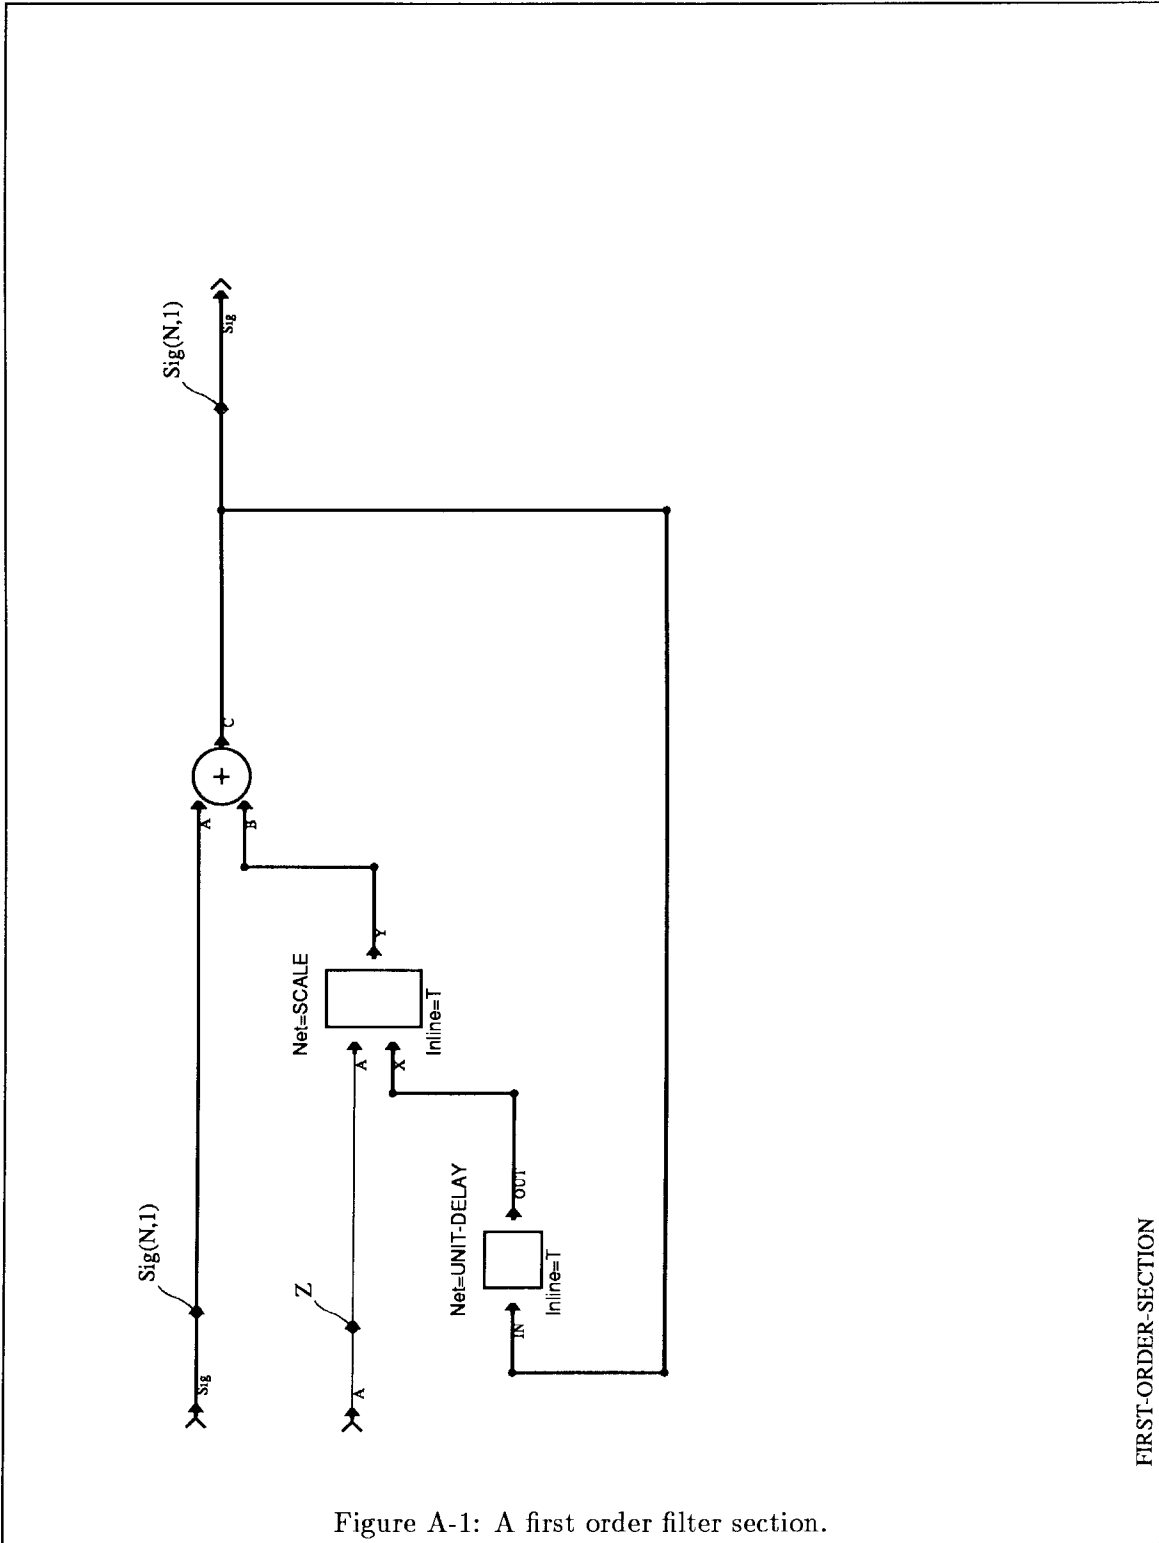 Sig(N,1)
Sig
Sig(N,1)
Sig
C
A
B
Y
Net=SCALE
Inline=T
A
X
Z
A
Net=UNIT-DELAY
OUT
Inline=T
IN
FIRST-ORDER-SECTION
Figure A-1: A first order filter section.